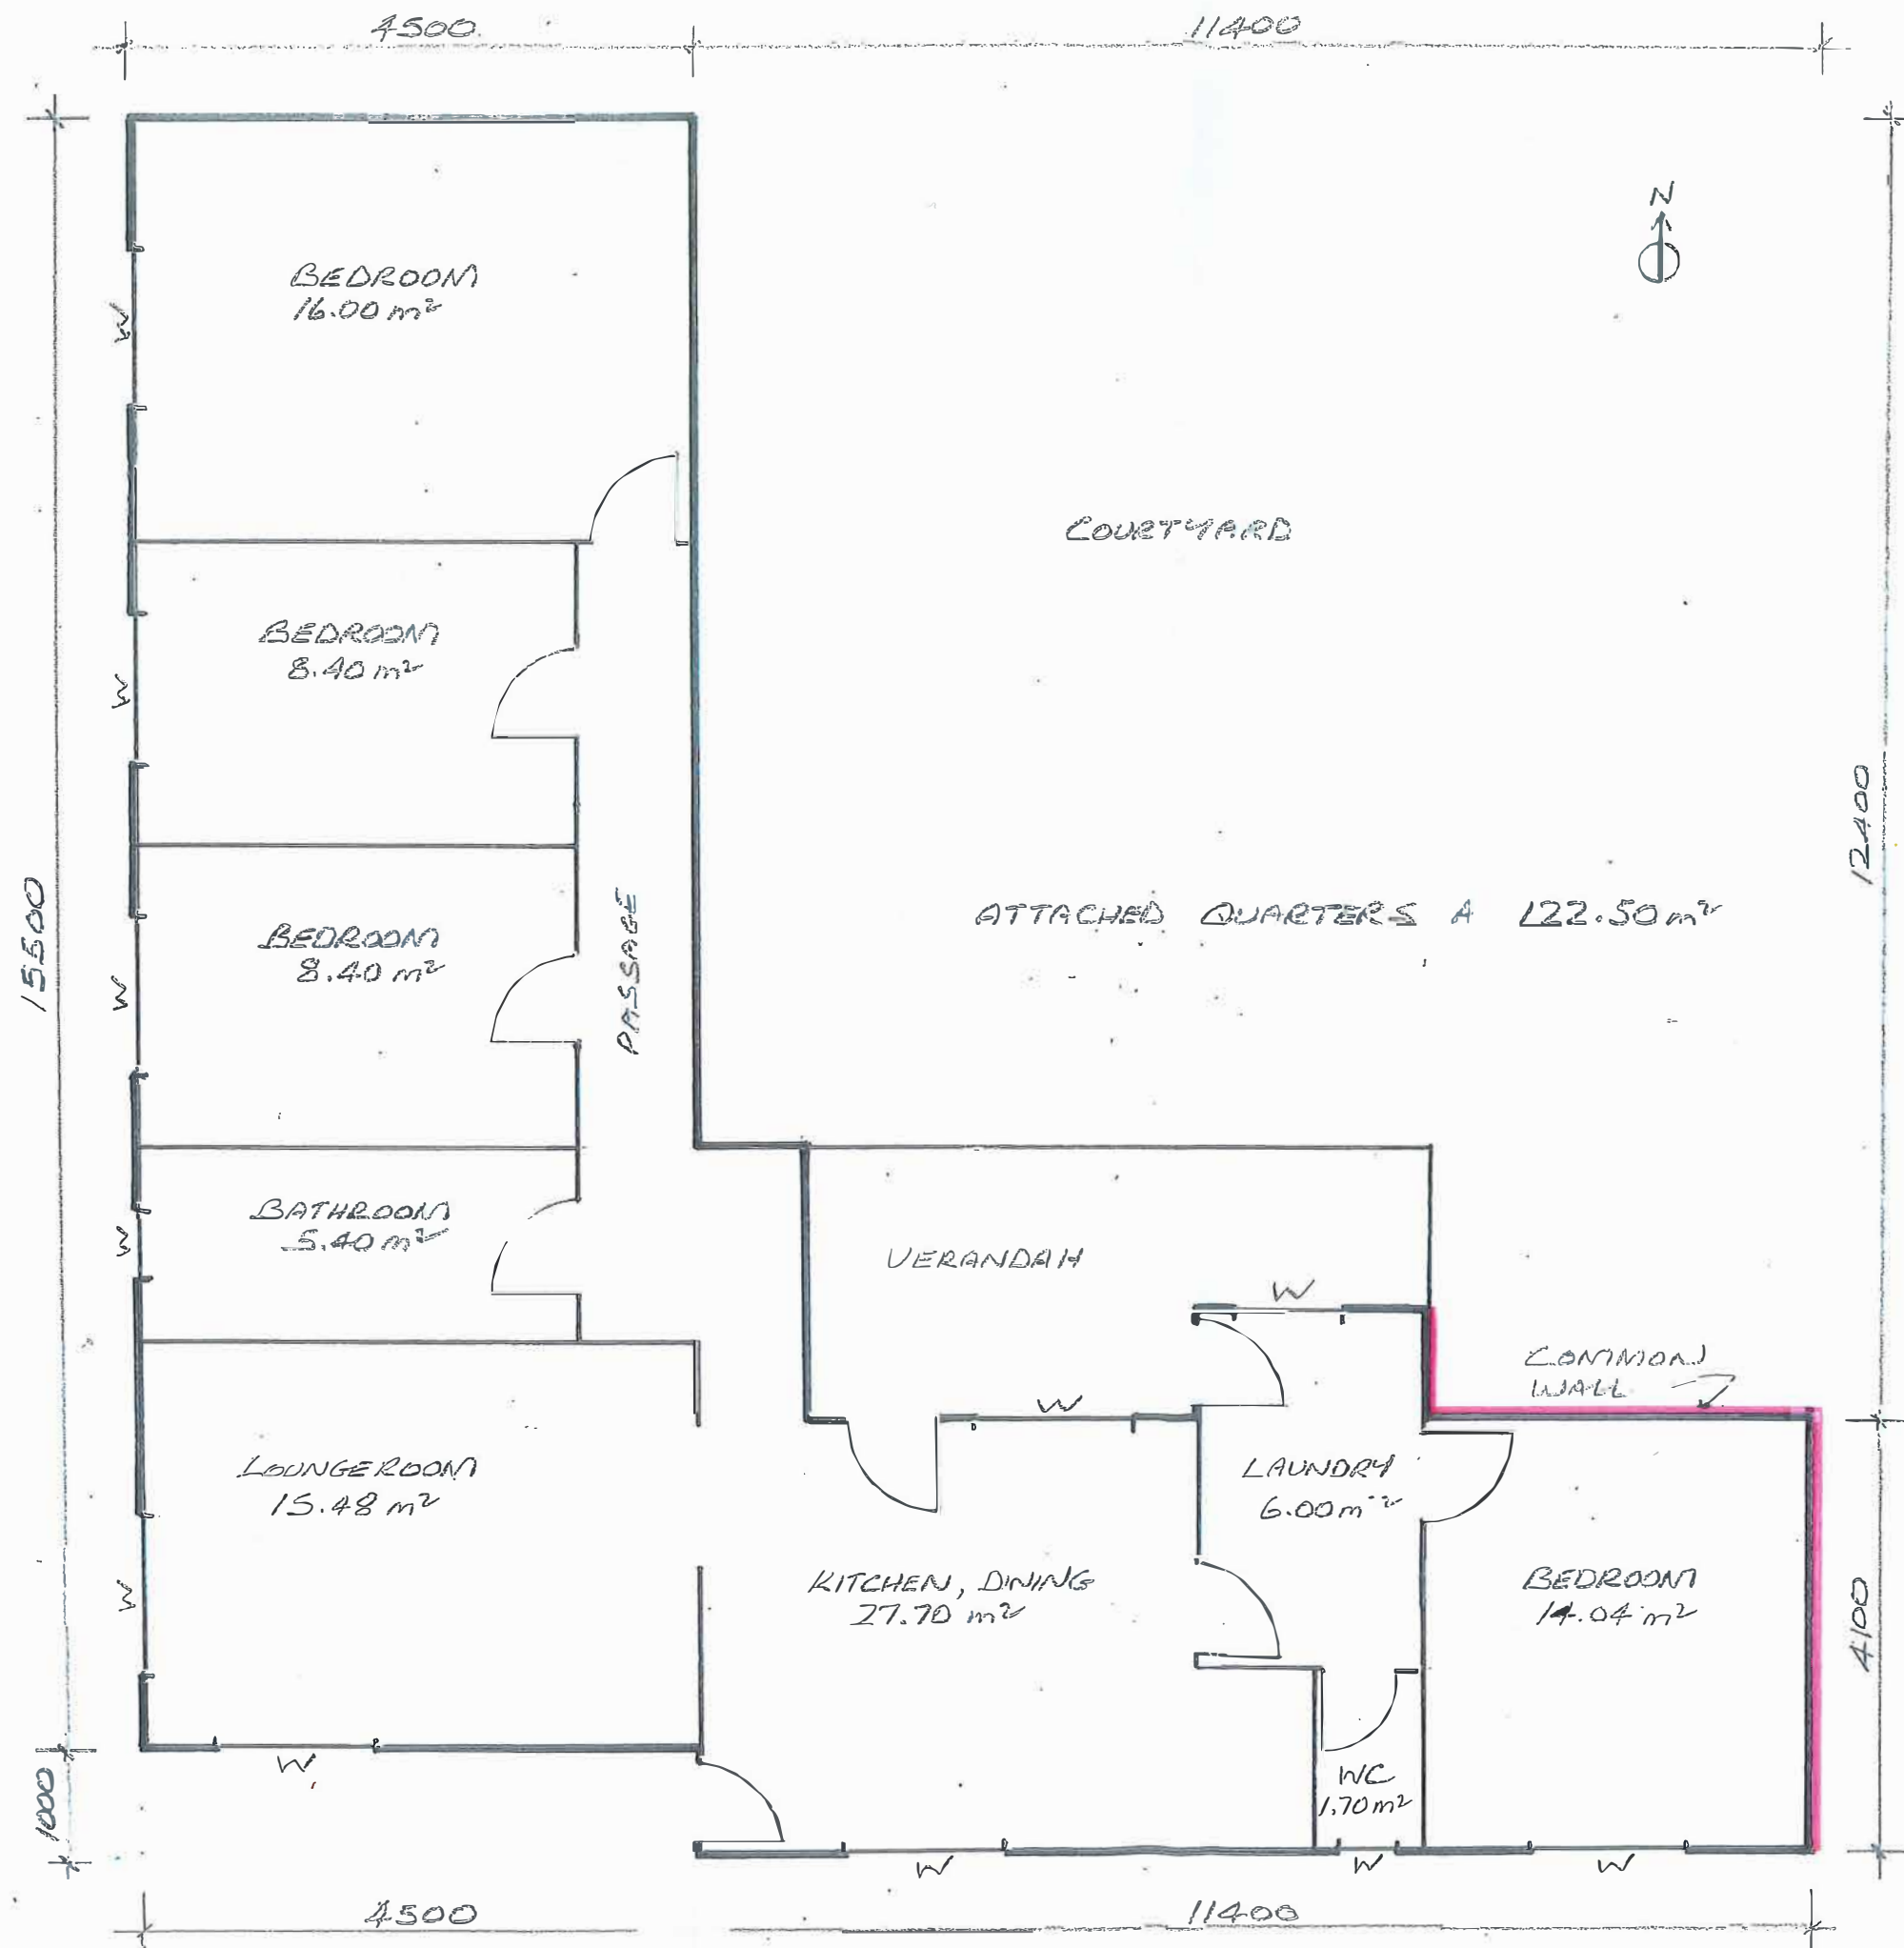 4500
11400
N
BEDROOM
16.00 m²
W
COURTYARD
BEDROOM
8.40 m²
W
12400
15500
PASSAGE
ATTACHED QUARTERS A 122.50 m²
BEDROOM
8.40 m²
W
BATHROOM
5.40 m²
W
VERANDAH
W
COMMON
WALL
W
LOUNGEROOM
15.48 m²
LAUNDRY
6.00 m²
W
KITCHEN, DINING
27.70 m²
BEDROOM
14.04 m²
4100
W
WC
1.70 m²
1000
W
W
W
4500
11400